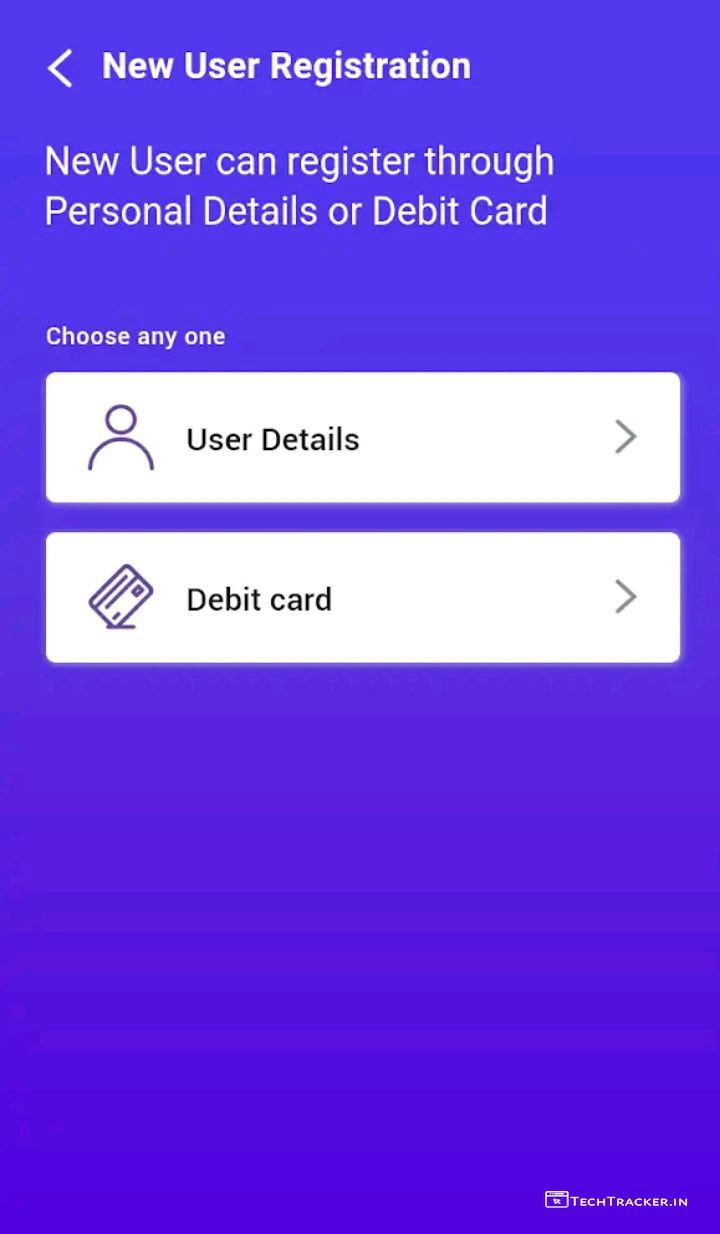 New User Registration
New User can register through
Personal Details or Debit Card
Choose any one
User Details
Debit card
TECHTRACKER.IN